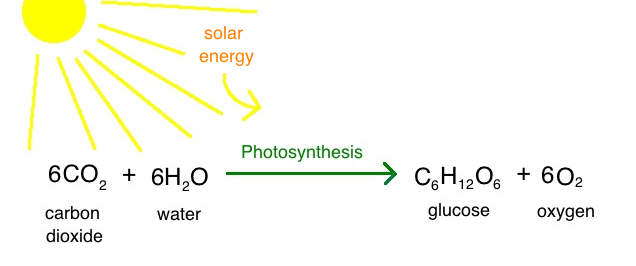 solar
energy
Photosynthesis
6CO₂ + 6H₂O C₆H₁₂O₆ + 6O₂
carbon
dioxide
water
glucose
oxygen